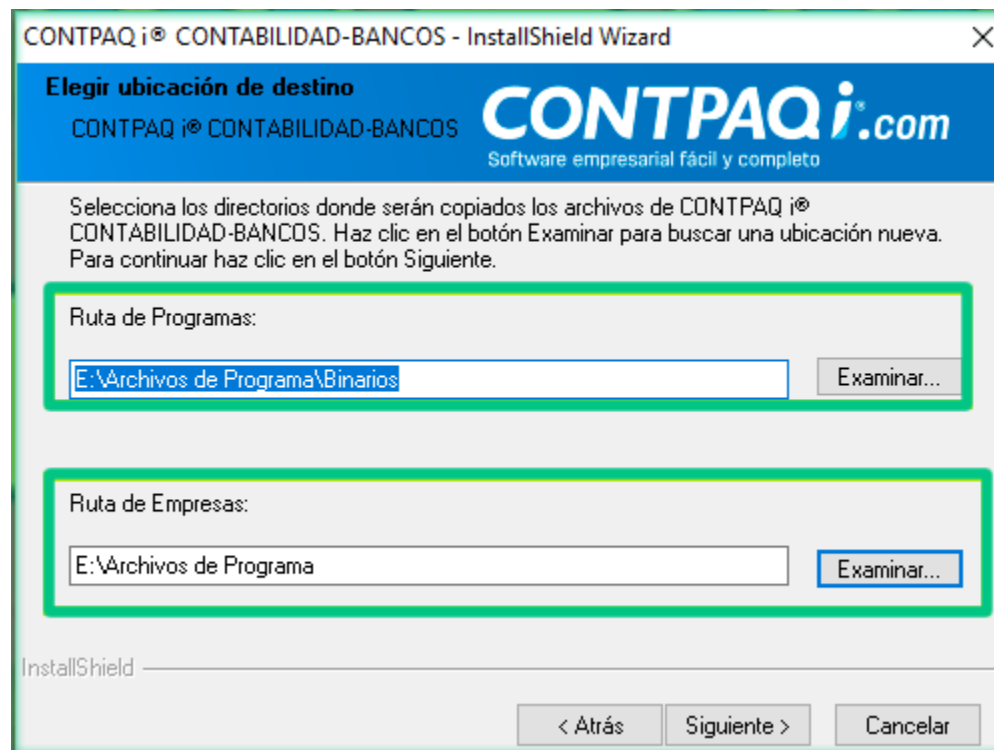 CONTPAQ i® CONTABILIDAD-BANCOS - InstallShield Wizard
Elegir ubicación de destino
CONTPAQ i® CONTABILIDAD-BANCOS
CONTPAQi®.com
Software empresarial fácil y completo
Selecciona los directorios donde serán copiados los archivos de CONTPAQ i®
CONTABILIDAD-BANCOS. Haz clic en el botón Examinar para buscar una ubicación nueva.
Para continuar haz clic en el botón Siguiente.
Ruta de Programas:
E:\Archivos de Programa\Binarios
Examinar...
Ruta de Empresas:
E:\Archivos de Programa
Examinar...
InstallShield
< Atrás
Siguiente >
Cancelar